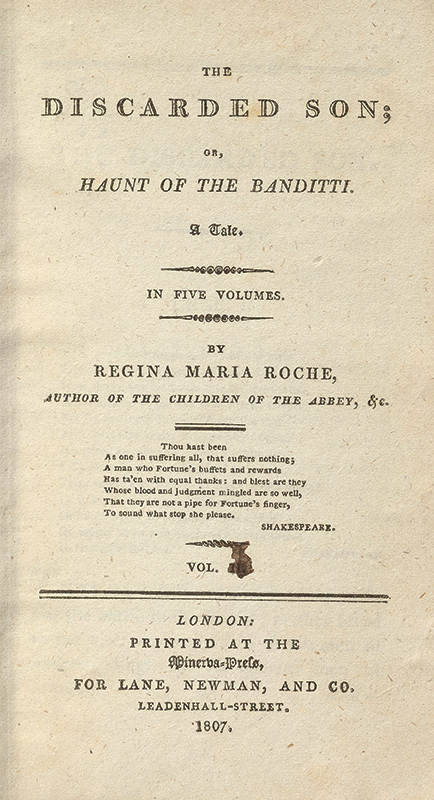 THE
DISCARDED SON;
OR,
HAUNT OF THE BANDITTI.
A Tale.
IN FIVE VOLUMES.
BY
REGINA MARIA ROCHE,
AUTHOR OF THE CHILDREN OF THE ABBEY, &c.
Thou hast been
As one in suffering all, that suffers nothing;
A man who Fortune's buffets and rewards
Has ta'en with equal thanks: and blest are they
Whose blood and judgment mingled are so well,
That they are not a pipe for Fortune's finger,
To sound what stop she please.
SHAKESPEARE.
VOL.
LONDON:
PRINTED AT THE
Minerva-Press,
FOR LANE, NEWMAN, AND CO.
LEADENHALL-STREET.
1807.